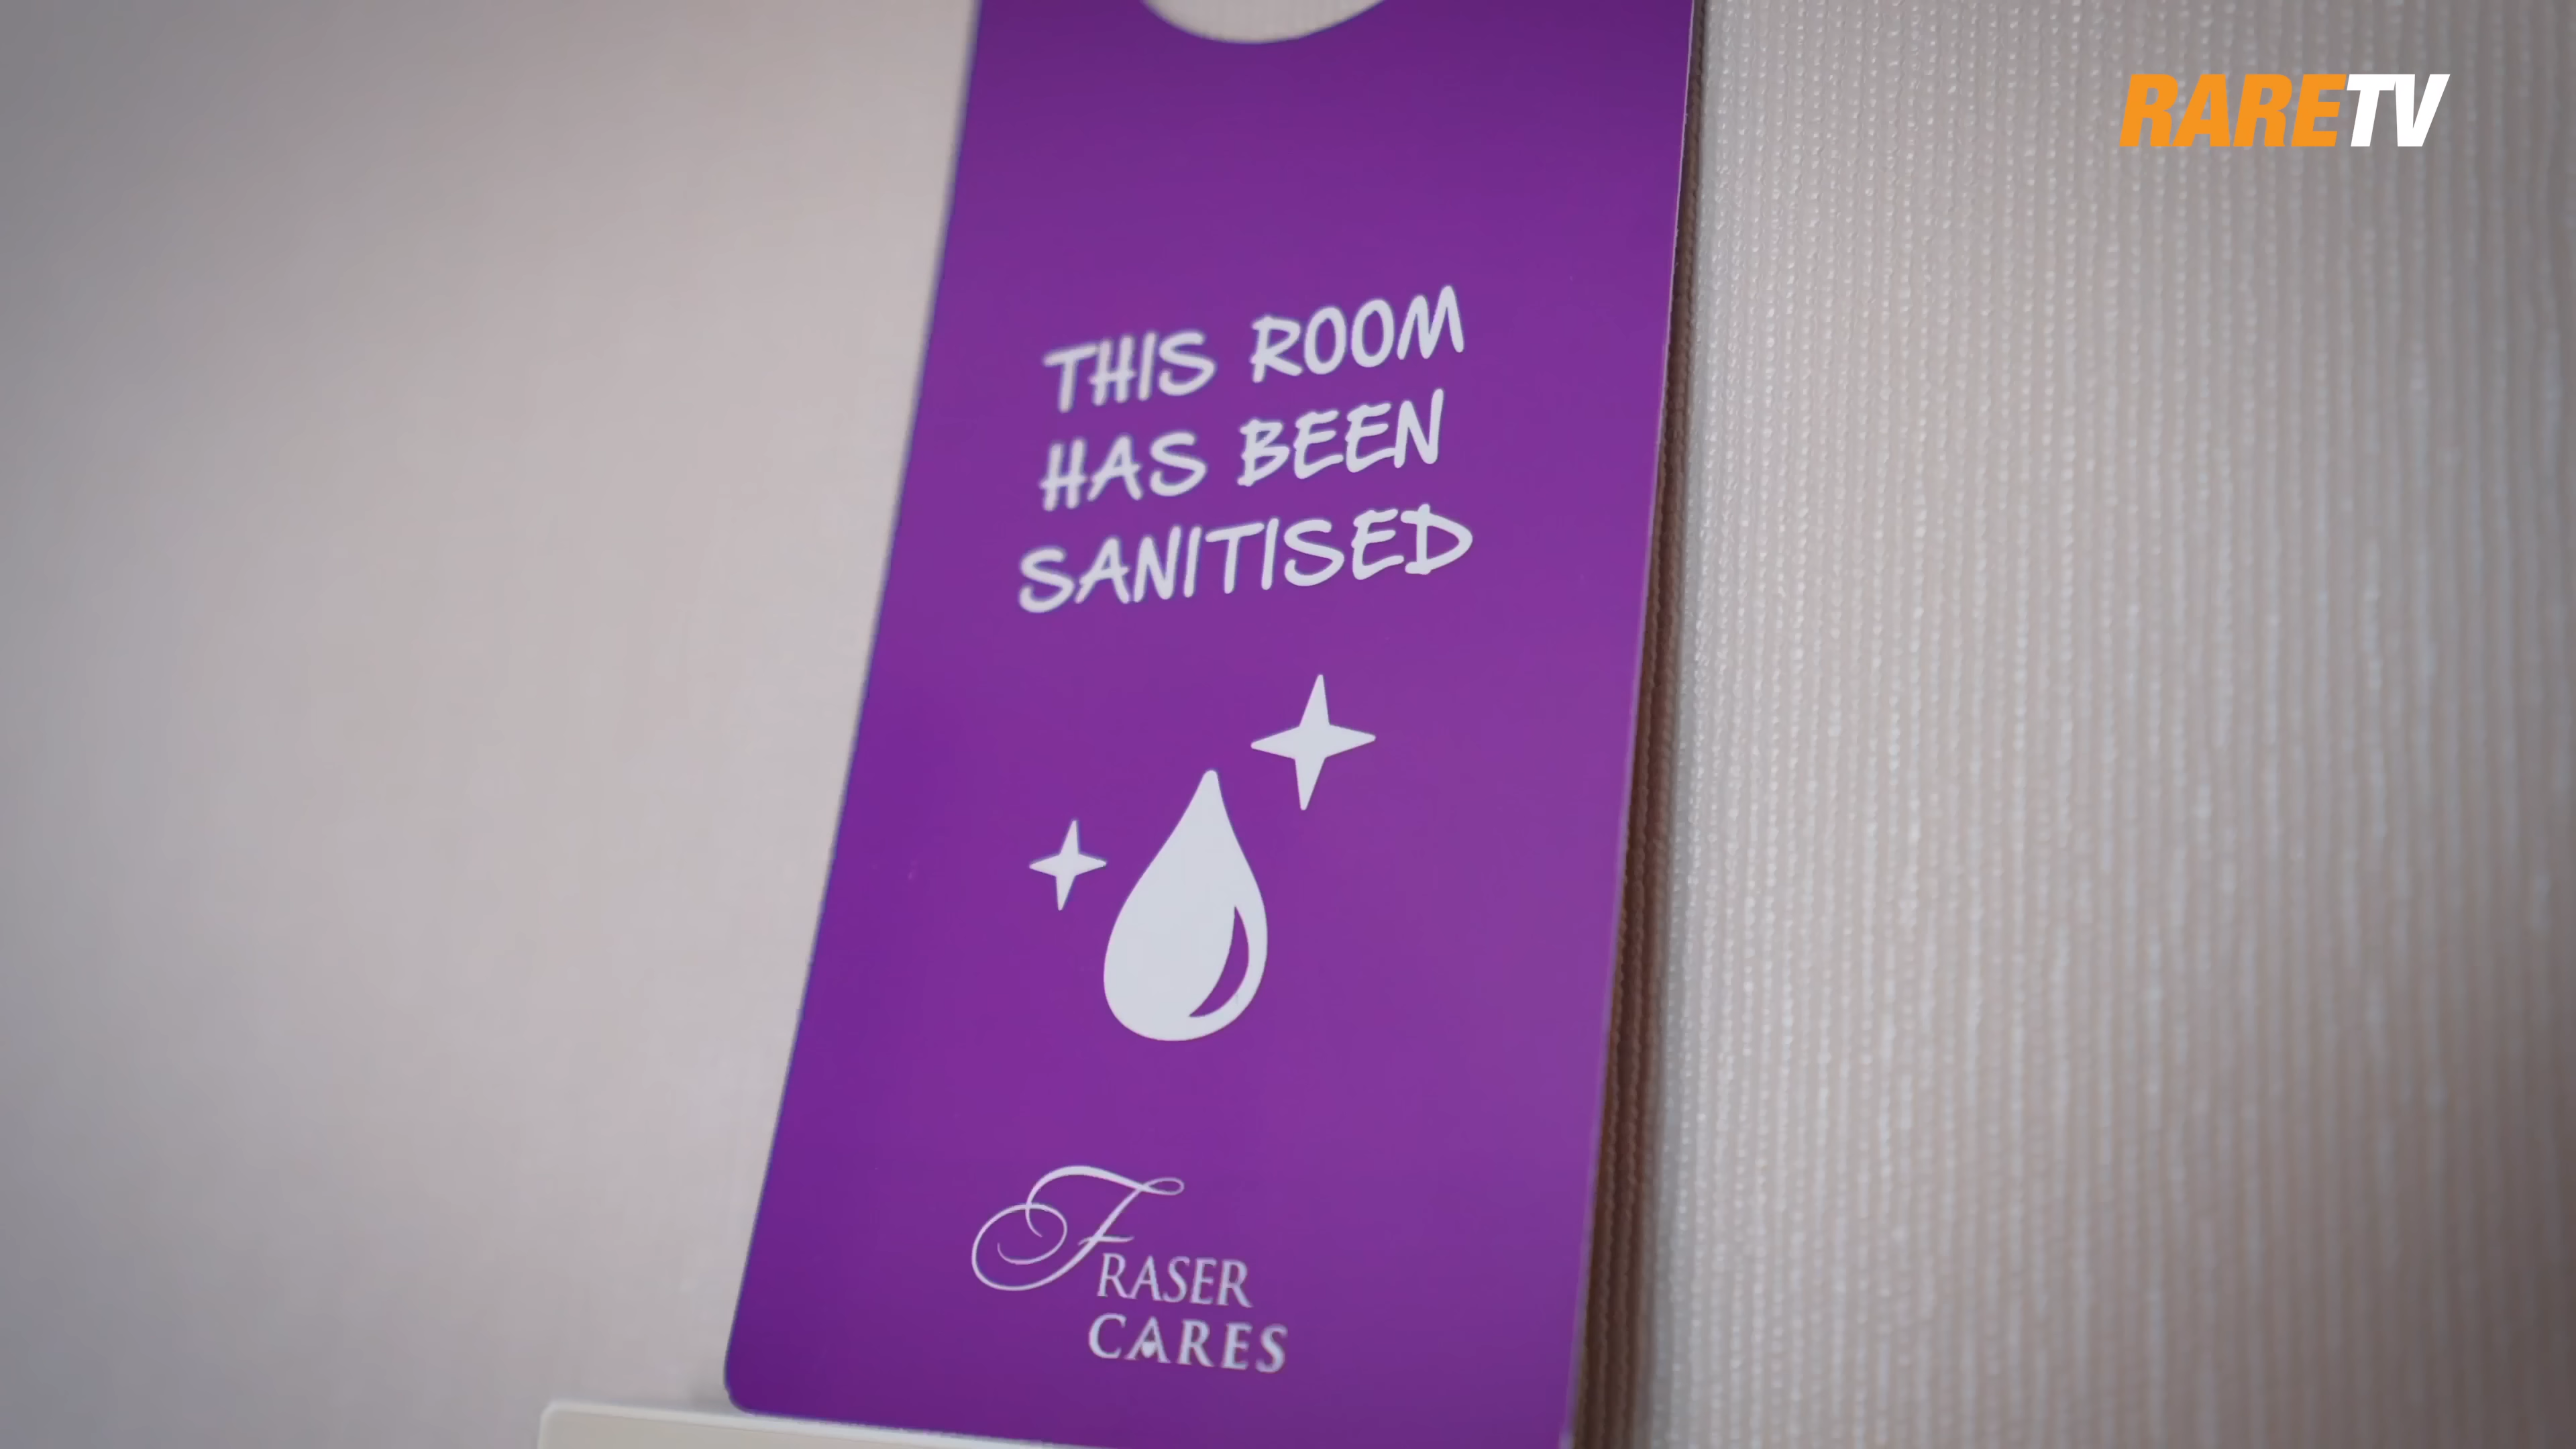 RARETV
THIS ROOM
HAS BEEN
SANITISED
FRASER
CARES